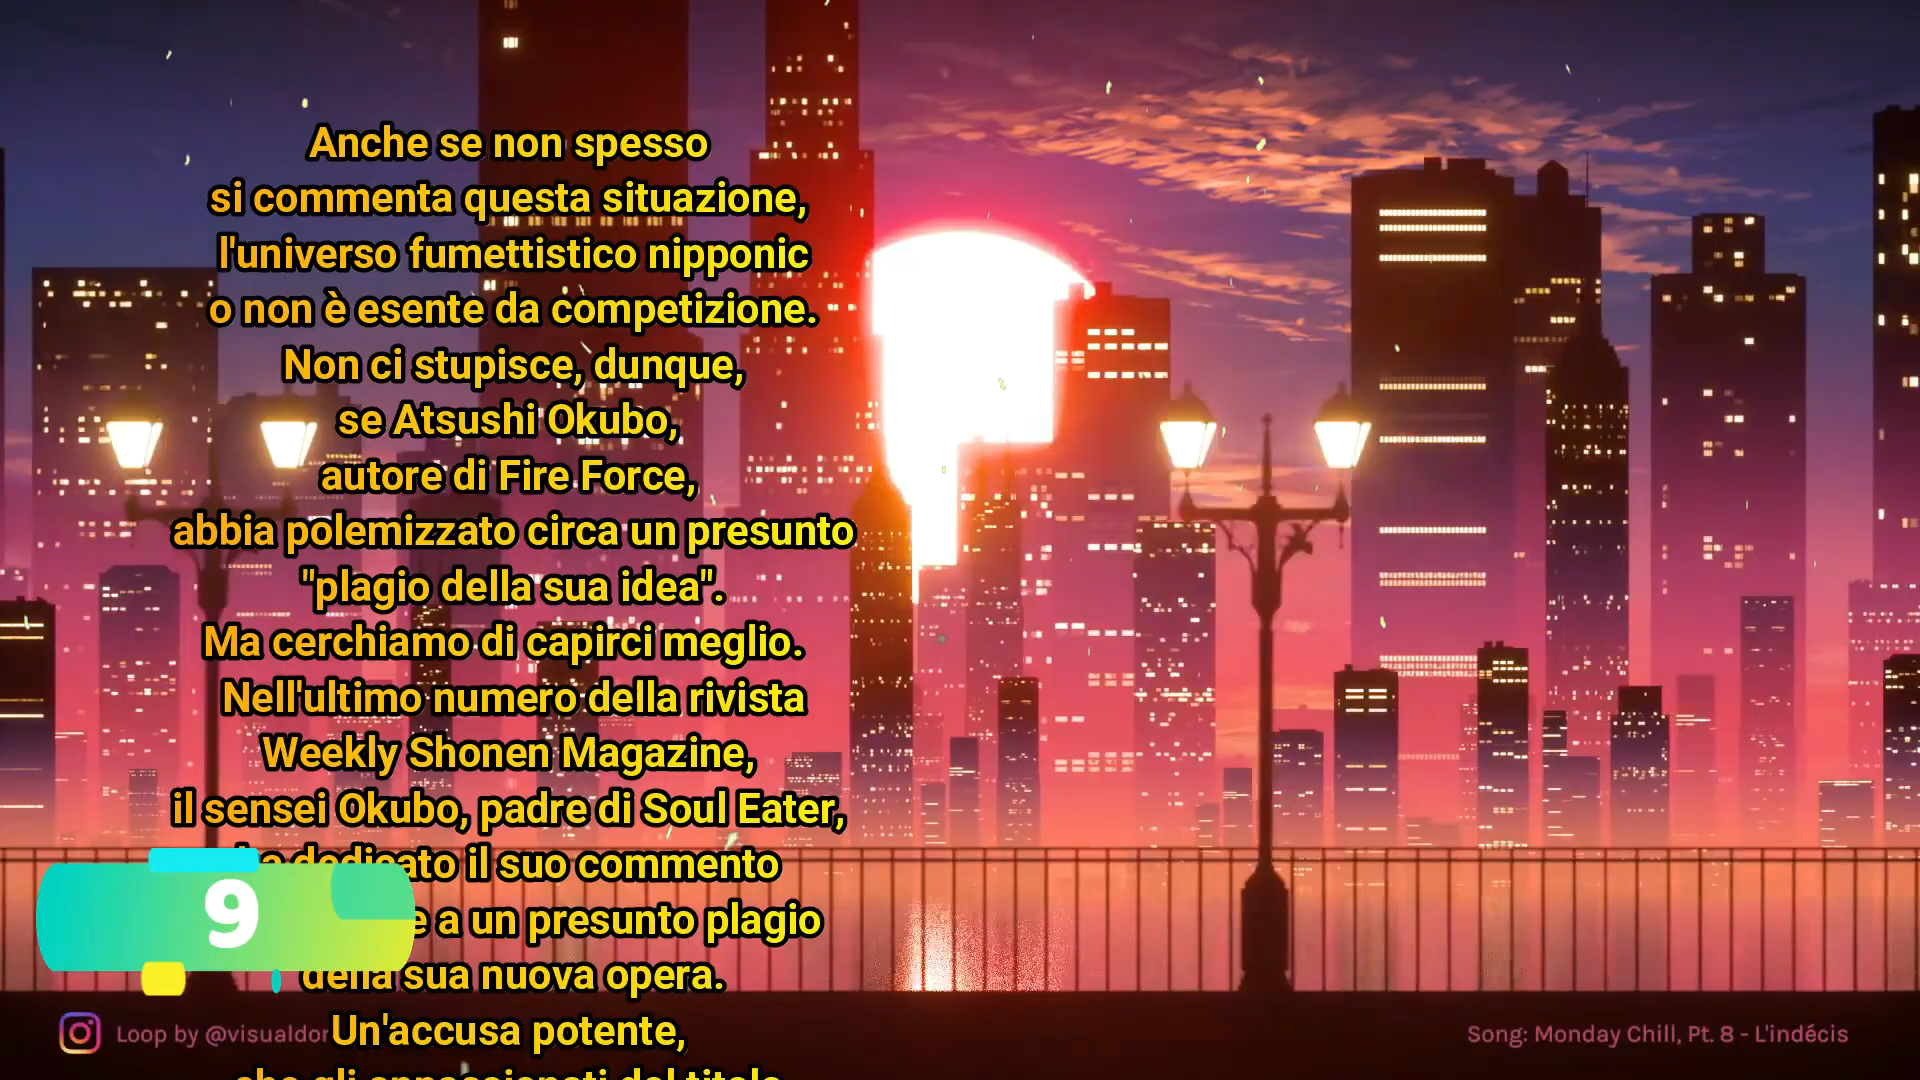 Anche se non spesso
si commenta questa situazione,
l'universo fumettistico nipponic
o non è esente da competizione.
Non ci stupisce, dunque,
se Atsushi Okubo,
autore di Fire Force,
abbia polemizzato circa un presunto
"plagio della sua idea".
Ma cerchiamo di capirci meglio.
Nell'ultimo numero della rivista
Weekly Shonen Magazine,
il sensei Okubo, padre di Soul Eater,
il suo commento
9
a un presunto plagio
della sua nuova opera.
Un'accusa potente,
Loop by
Song: Monday Chill, Pt. 8 - L'indécis